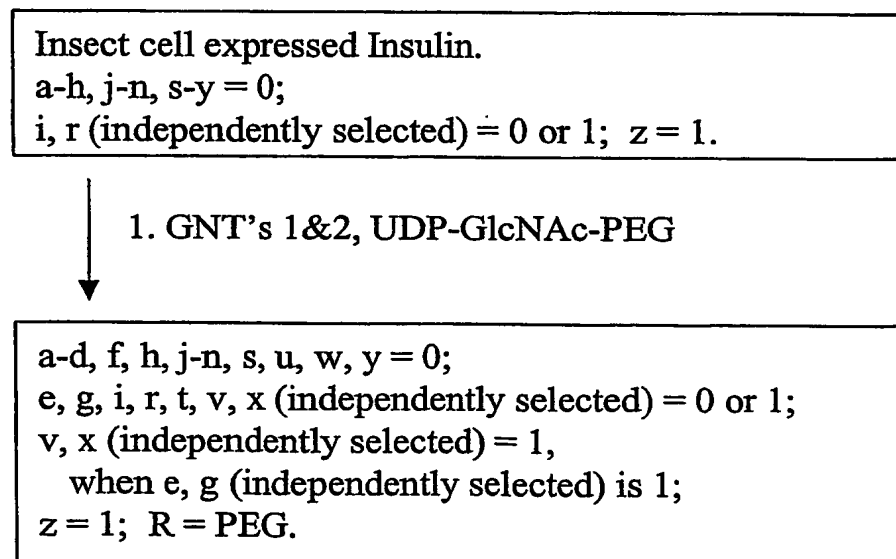 Insect cell expressed Insulin.
a-h, j-n, s-y = 0;
i, r (independently selected) = 0 or 1; z = 1.
1. GNT's 1&2, UDP-GlcNAc-PEG
a-d, f, h, j-n, s, u, w, y = 0;
e, g, i, r, t, v, x (independently selected) = 0 or 1;
v, x (independently selected) = 1,
when e, g (independently selected) is 1;
z = 1; R = PEG.